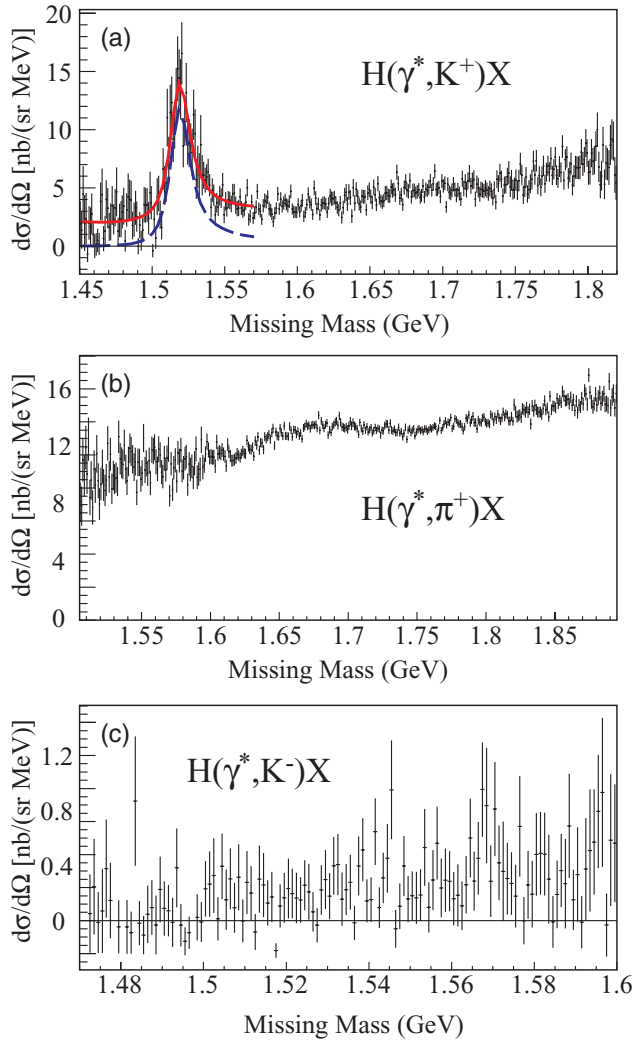 (a)
H(γ*,K+)X
dσ/dΩ [nb/(sr MeV)]
20
15
10
5
0
1.45 1.5 1.55 1.6 1.65 1.7 1.75 1.8
Missing Mass (GeV)
(b)
H(γ*,π+)X
dσ/dΩ [nb/(sr MeV)]
16
12
8
4
0
1.55 1.6 1.65 1.7 1.75 1.8 1.85
Missing Mass (GeV)
(c)
H(γ*,K-)X
dσ/dΩ [nb/(sr MeV)]
1.2
0.8
0.4
0
1.48 1.5 1.52 1.54 1.56 1.58 1.6
Missing Mass (GeV)